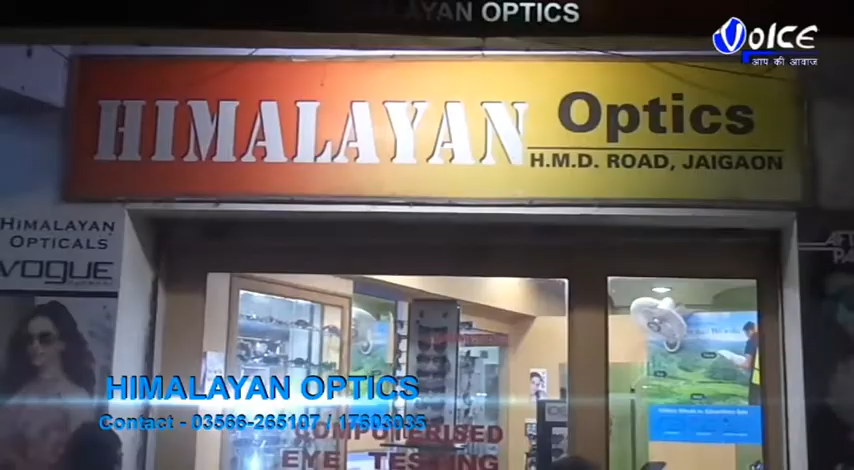 HIMALAYAN OPTICS
VOICE
आप की आवाज
HIMALAYAN Optics
H.M.D. ROAD, JAIGAON
HIMALAYAN
OPTICALS
VOGUE
HIMALAYAN OPTICS
Contact - 03566-265107 / 17603035
COMPUTERISED
EYE TESTING